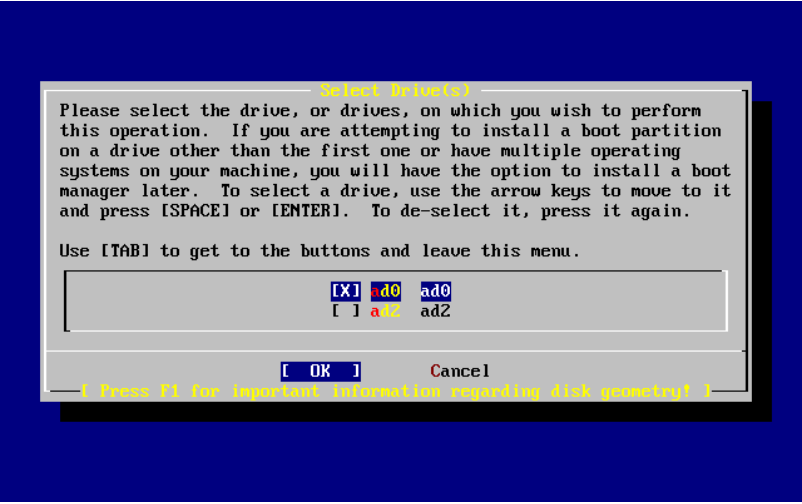 Select Drive(s)
Please select the drive, or drives, on which you wish to perform
this operation.  If you are attempting to install a boot partition
on a drive other than the first one or have multiple operating
systems on your machine, you will have the option to install a boot
manager later.  To select a drive, use the arrow keys to move to it
and press [SPACE] or [ENTER].  To de-select it, press it again.
Use [TAB] to get to the buttons and leave this menu.
[X] ad0  ad0
[ ] ad2  ad2
[  OK  ]       Cancel
[ Press F1 for important information regarding disk geometry! ]